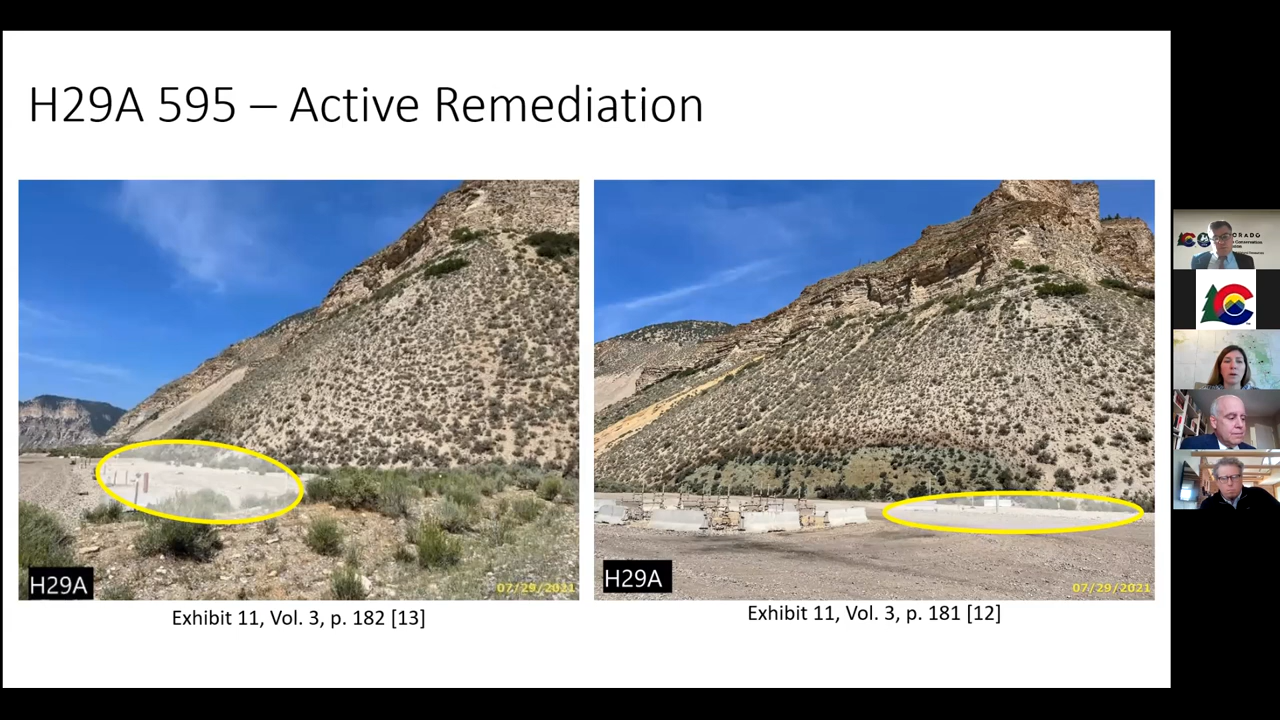 H29A 595 – Active Remediation
H29A
07/29/2021
H29A
07/29/2021
Exhibit 11, Vol. 3, p. 182 [13]
Exhibit 11, Vol. 3, p. 181 [12]